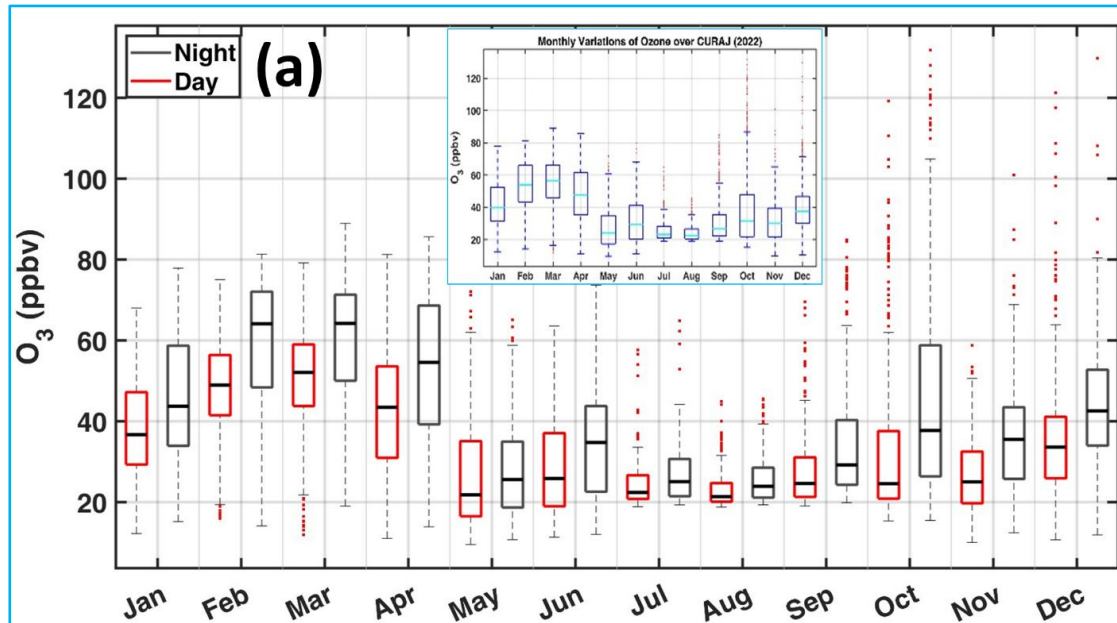 Night
Day
(a)
O3 (ppbv)
120
100
80
60
40
20
Jan Feb Mar Apr May Jun Jul Aug Sep Oct Nov Dec
Monthly Variations of Ozone over CURAJ (2022)
O3 (ppbv)
120
100
80
60
40
20
Jan Feb Mar Apr May Jun Jul Aug Sep Oct Nov Dec